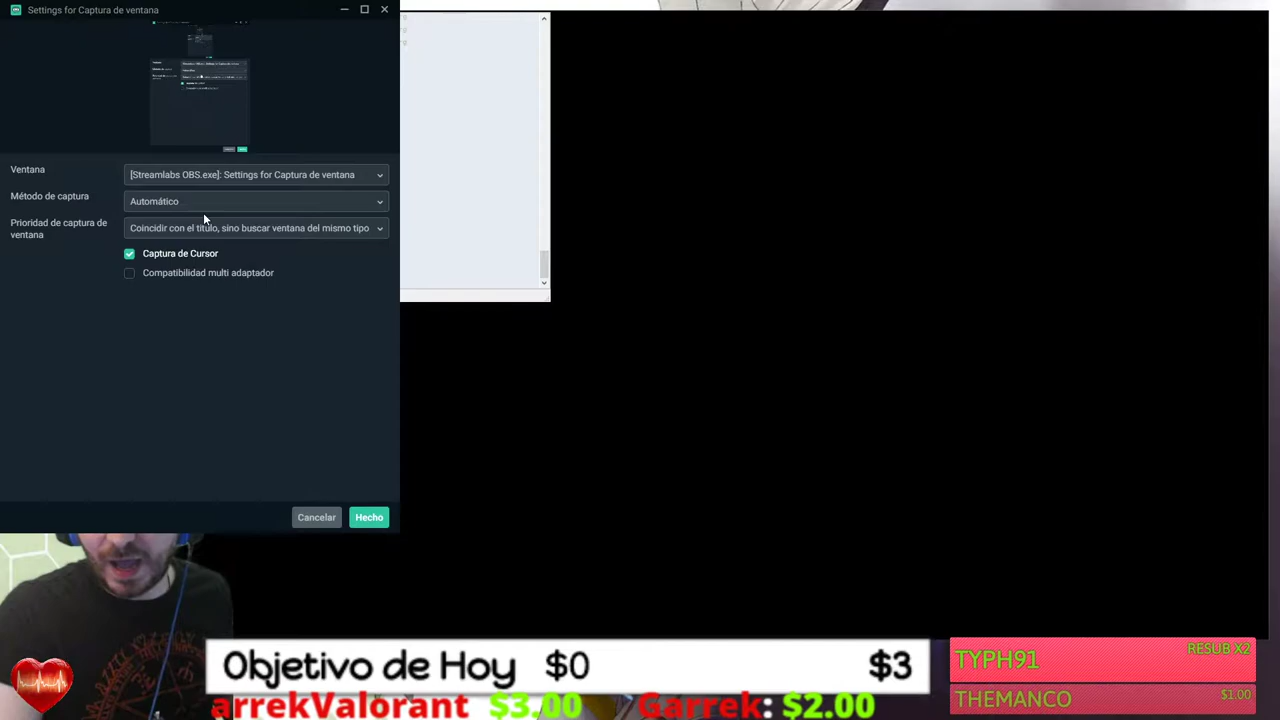 Settings for Captura de ventana
Ventana
[Streamlabs OBS.exe]: Settings for Captura de ventana
Método de captura
Automático
Prioridad de captura de
ventana
Coincidir con el título, sino buscar ventana del mismo tipo
Captura de Cursor
Compatibilidad multi adaptador
Cancelar
Hecho
Objetivo de Hoy $0 $3
arrekValorant $3.00 Garrek: $2.00
TYPH91 RESUB X2
THEMANCO $1.00